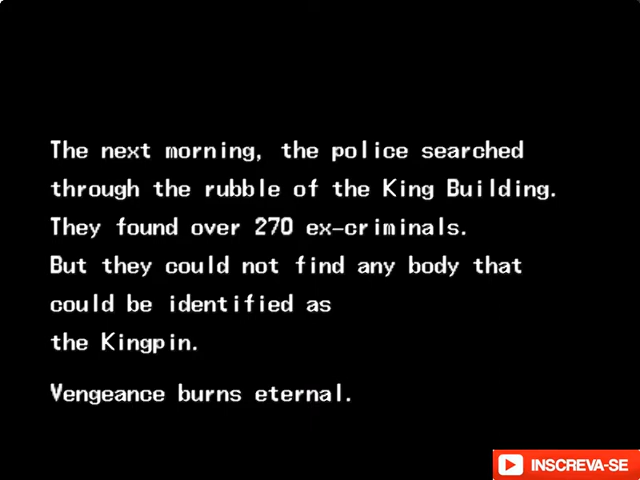 The next morning, the police searched
through the rubble of the King Building.
They found over 270 ex-criminals.
But they could not find any body that
could be identified as
the Kingpin.
Vengeance burns eternal.
INSCREVA-SE